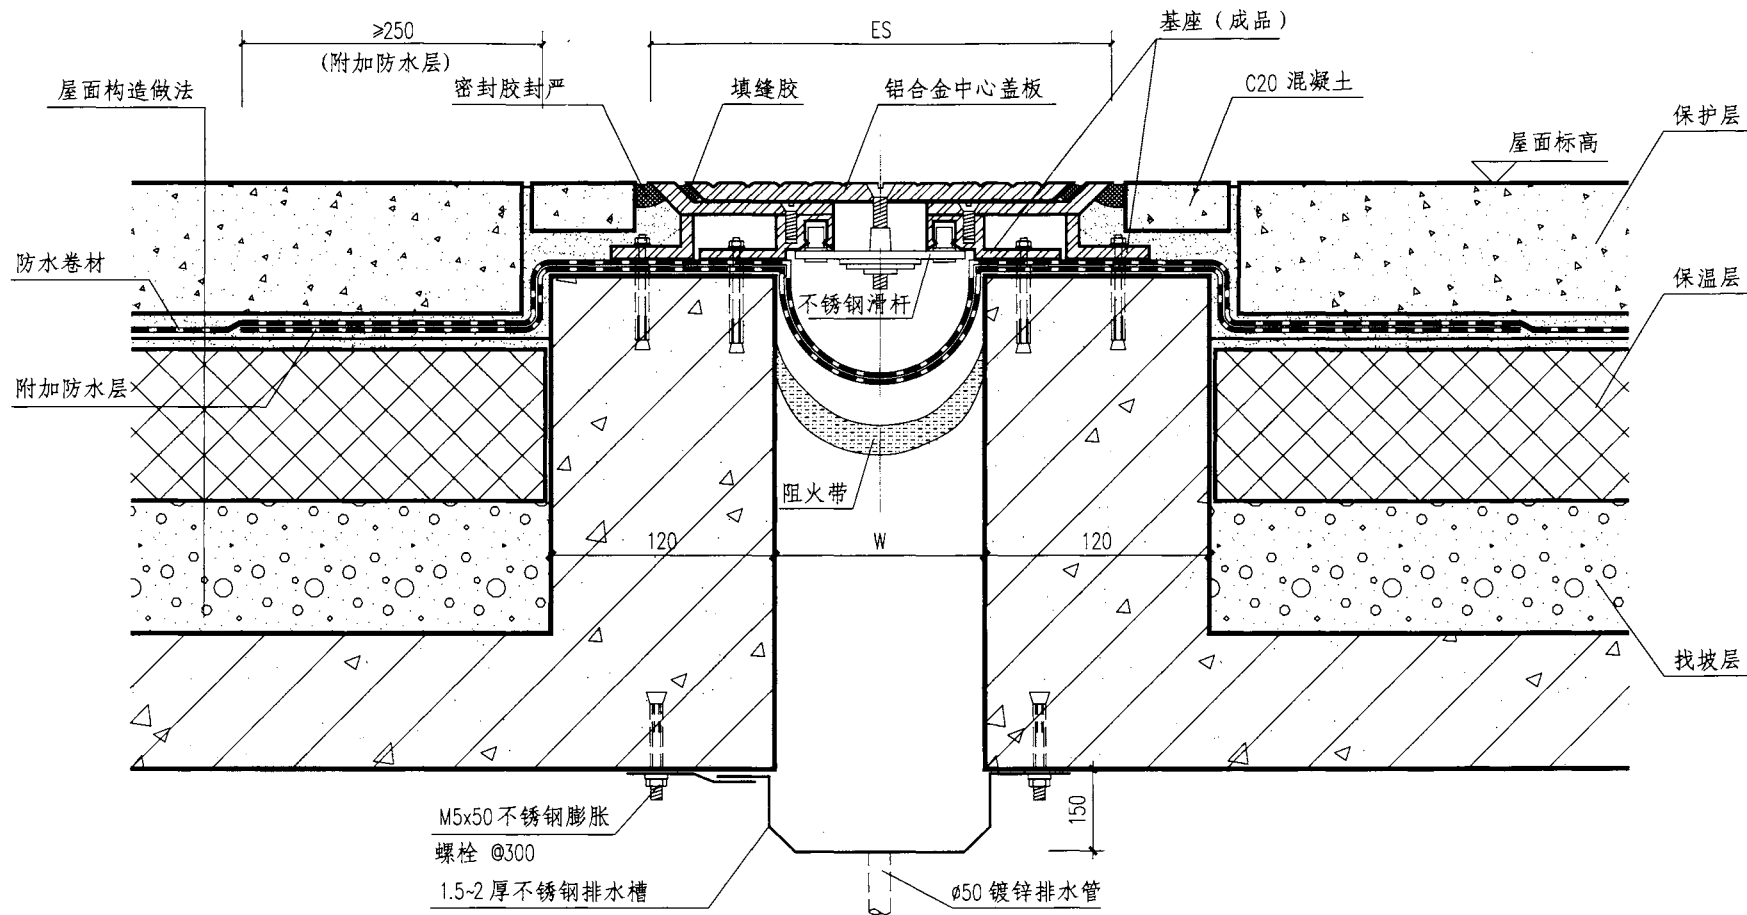 ≥250
(附加防水层)
ES
基座（成品）
屋面构造做法
密封胶封严
填缝胶
铝合金中心盖板
C20 混凝土
保护层
屋面标高
防水卷材
不锈钢滑杆
保温层
附加防水层
阻火带
120
W
120
找坡层
M5x50 不锈钢膨胀
螺栓 @300
150
1.5~2 厚不锈钢排水槽
ø50 镀锌排水管